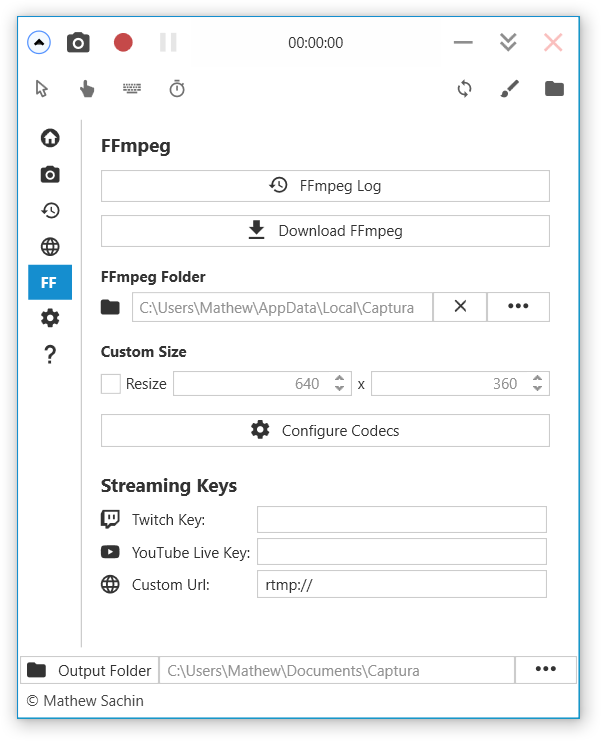 00:00:00
FFmpeg
FFmpeg Log
Download FFmpeg
FFmpeg Folder
C:\Users\Mathew\AppData\Local\Captura
FF
Custom Size
Resize 640 x 360
?
Configure Codecs
Streaming Keys
Twitch Key:
YouTube Live Key:
Custom Url: rtmp://
Output Folder C:\Users\Mathew\Documents\Captura
© Mathew Sachin